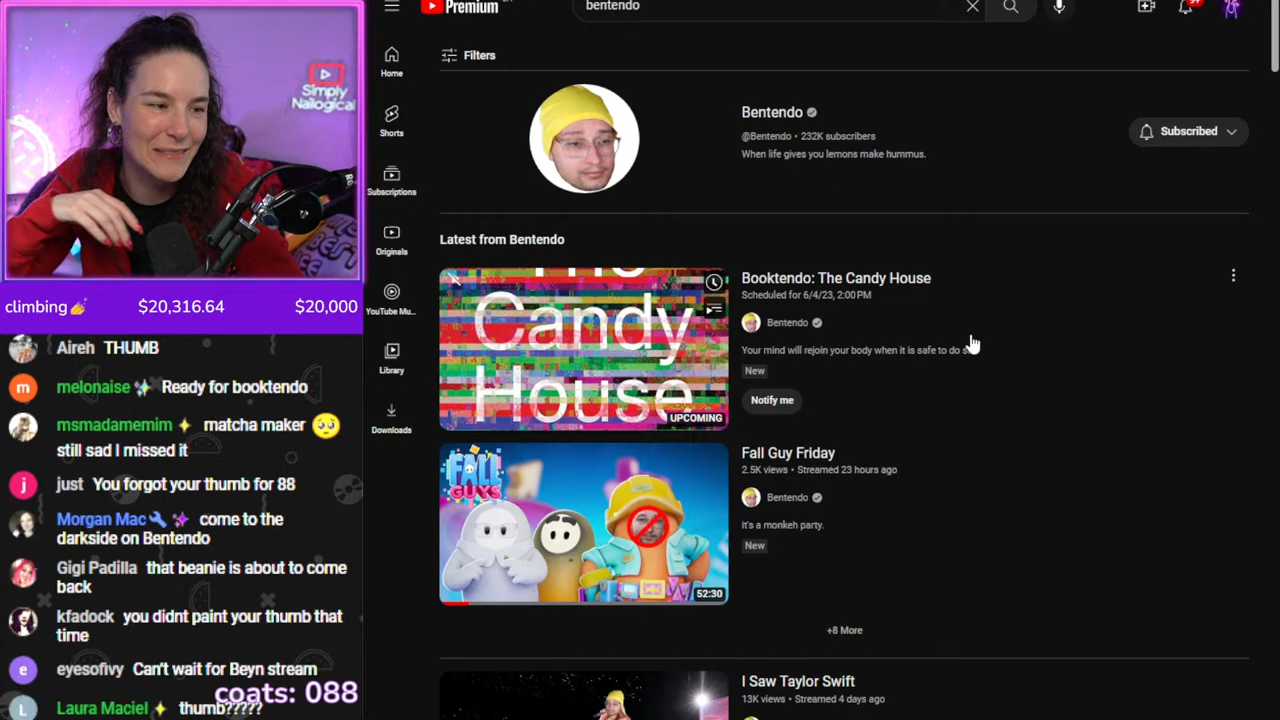 Simply
Nailogical
climbing💅 $20,316.64 $20,000
Aireh THUMB
m melonaise Ready for booktendo
msmadamemim matcha maker 🥺
still sad I missed it
j just You forgot your thumb for 88
Morgan Mac come to the
darkside on Bentendo
Gigi Padilla that beanie is about to come
back
kfadock you didnt paint your thumb that
time
e eyesofivy Can't wait for Beyn stream
coats: 088
L Laura Maciel thumb?????
Premium
bentendo
9+
Home
Shorts
Subscriptions
Originals
YouTube Mu...
Library
Downloads
Filters
Bentendo
@Bentendo • 232K subscribers
When life gives you lemons make hummus.
Subscribed
Latest from Bentendo
The
Candy
House
UPCOMING
Booktendo: The Candy House
Scheduled for 6/4/23, 2:00 PM
Bentendo
Your mind will rejoin your body when it is safe to do
New
Notify me
FALL
GUYS
52:30
Fall Guy Friday
2.5K views • Streamed 23 hours ago
Bentendo
it's a monkeh party.
New
+8 More
I Saw Taylor Swift
13K views • Streamed 4 days ago